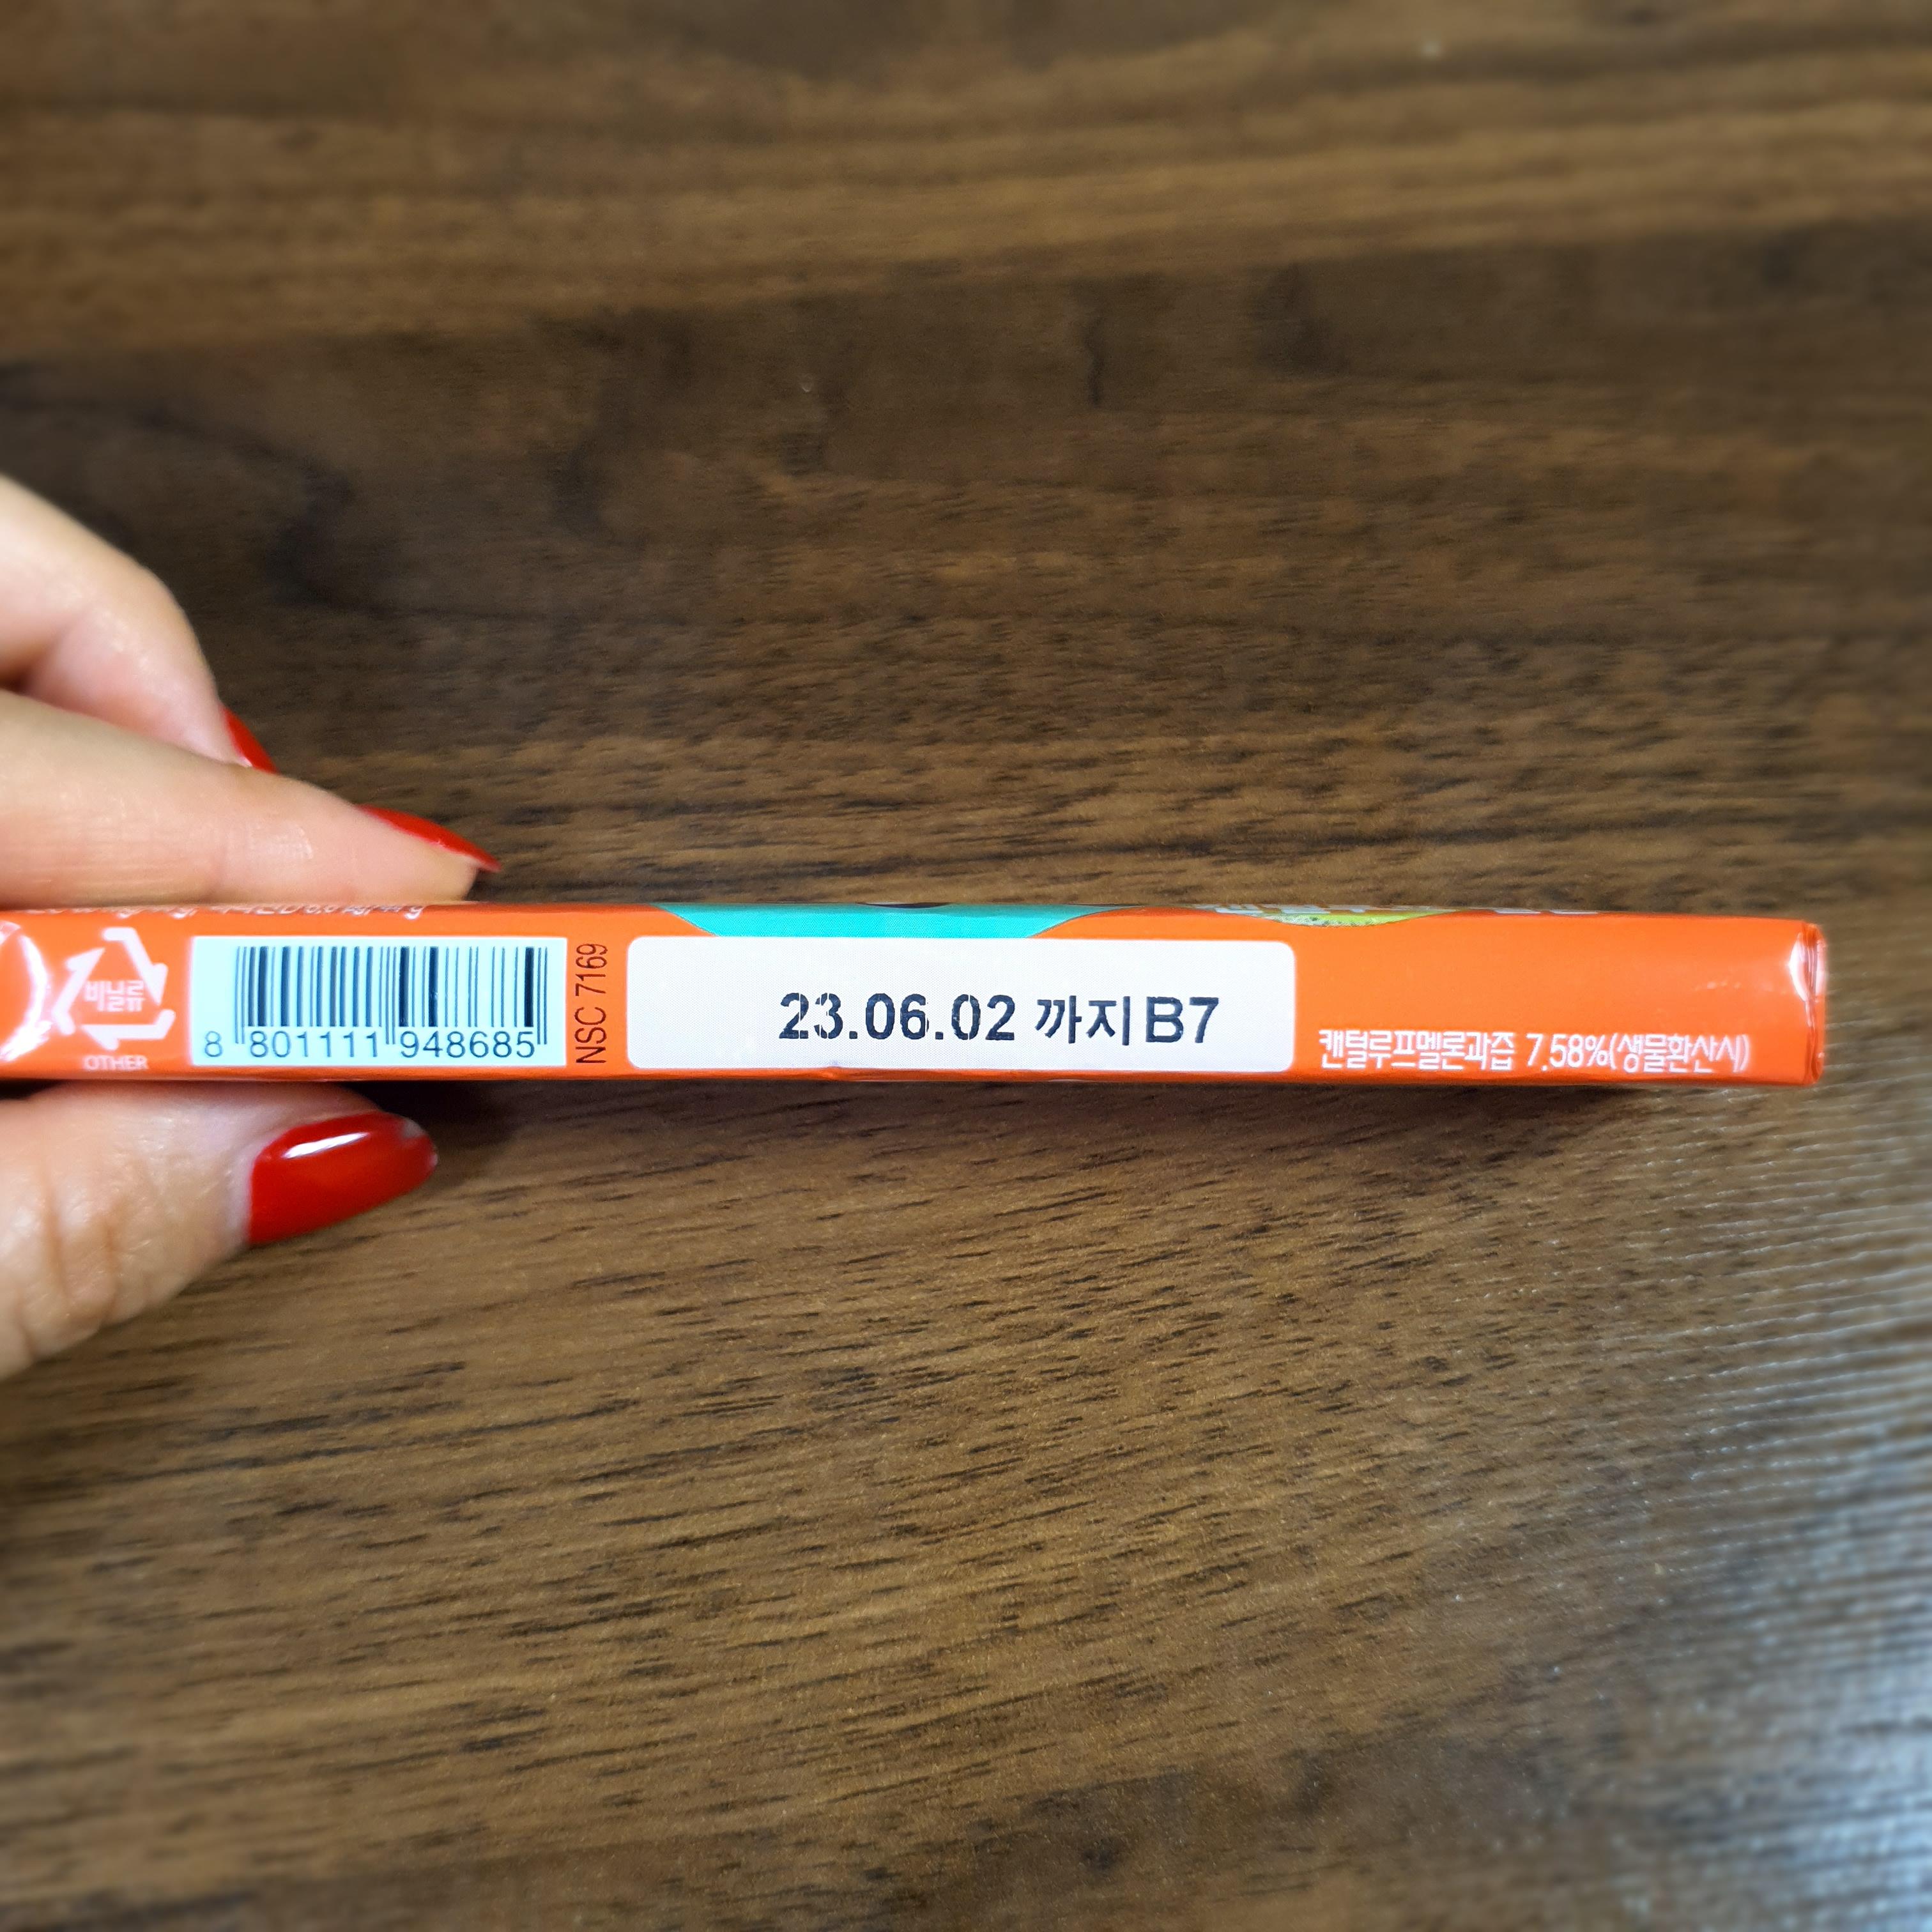 비닐류
OTHER
8 801111 948685
NSC 7169
23.06.02 까지 B7
캔털루프멜론과즙 7.58%(생물환산시)